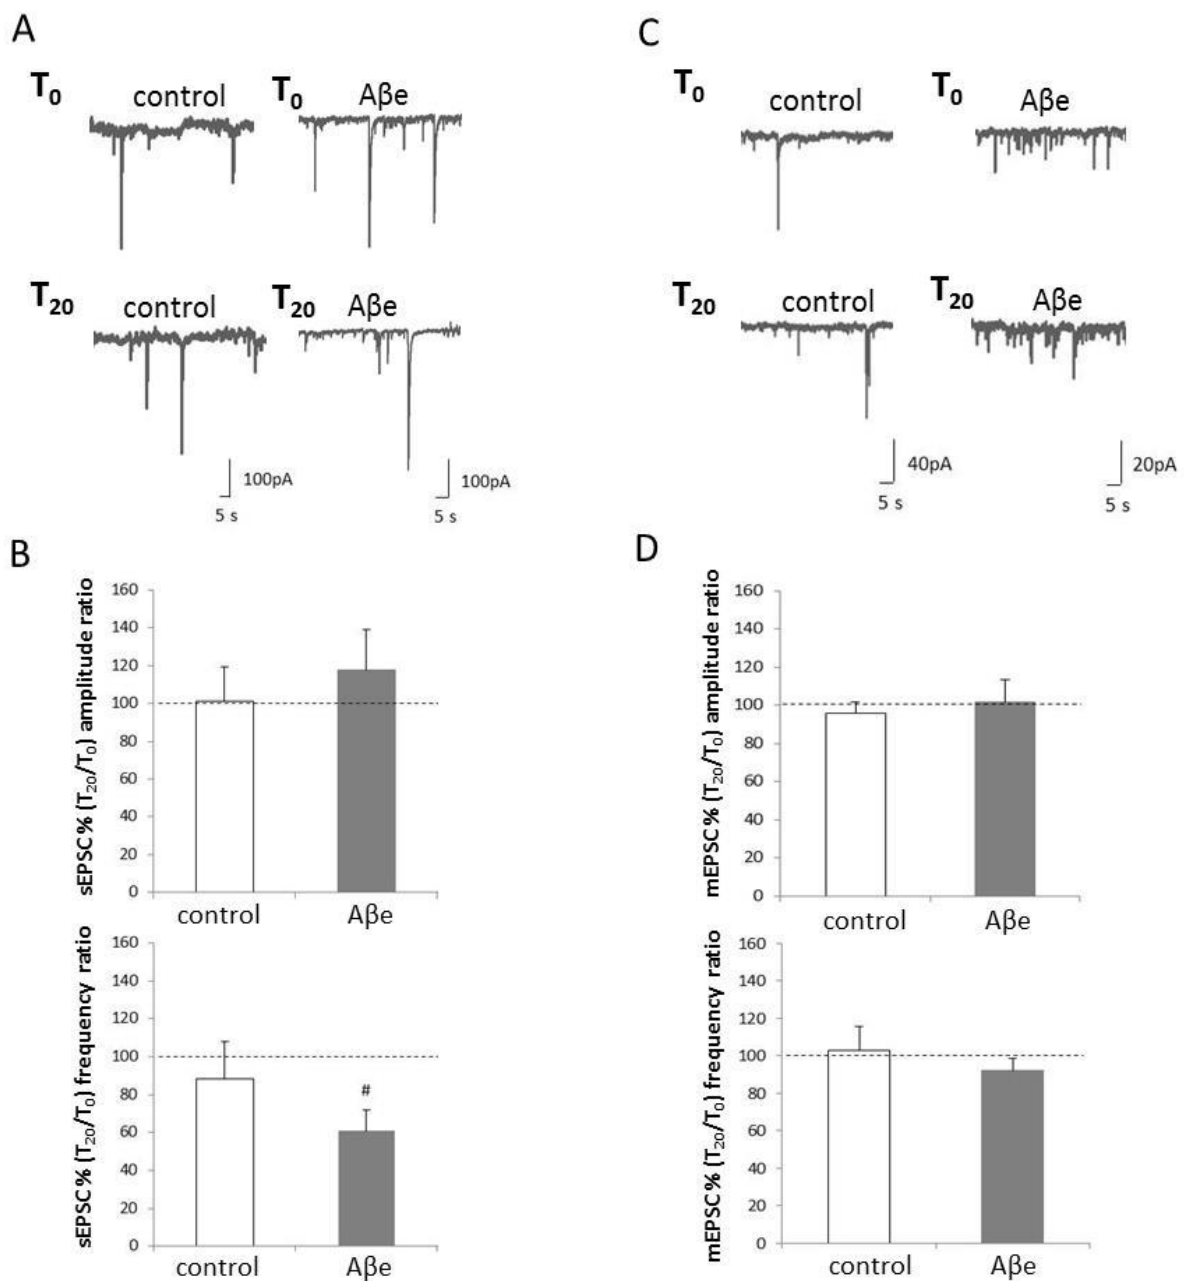 A
T0 control T0 Aβe
T20 control T20 Aβe
100pA 100pA
5 s 5 s
C
T0 control T0 Aβe
T20 control T20 Aβe
40pA 20pA
5 s 5 s
B
sEPSC % (T20/T0) amplitude ratio
160
140
120
100
80
60
40
20
0
control Aβe
sEPSC % (T20/T0) frequency ratio
160
140
120
100
80
60
40
20
0
#
control Aβe
D
mEPSC % (T20/T0) amplitude ratio
160
140
120
100
80
60
40
20
0
control Aβe
mEPSC % (T20/T0) frequency ratio
160
140
120
100
80
60
40
20
0
control Aβe